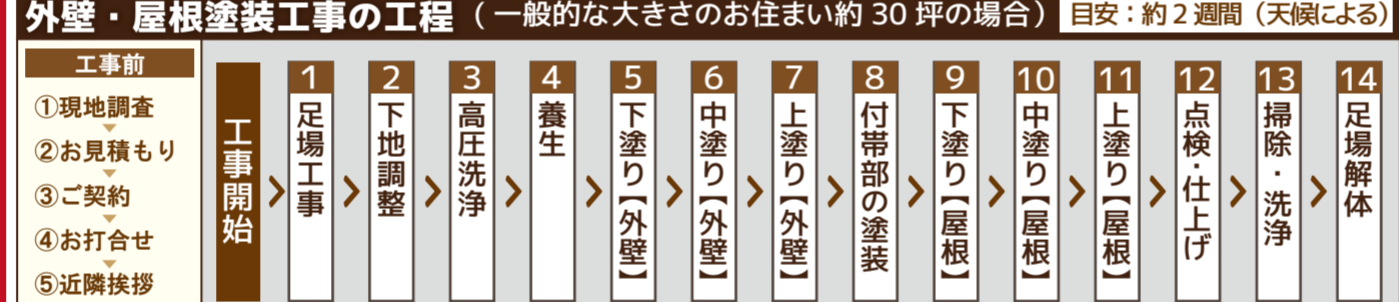 外壁・屋根塗装工事の工程（一般的な大きさのお住まい約30坪の場合）
目安：約2週間（天候による）
工事前
①現地調査
②お見積もり
③ご契約
④お打合せ
⑤近隣挨拶
工事開始
1
足場工事
2
下地調整
3
高圧洗浄
4
養生
5
下塗り【外壁】
6
中塗り【外壁】
7
上塗り【外壁】
8
付帯部の塗装
9
下塗り【屋根】
10
中塗り【屋根】
11
上塗り【屋根】
12
点検・仕上げ
13
掃除・洗浄
14
足場解体